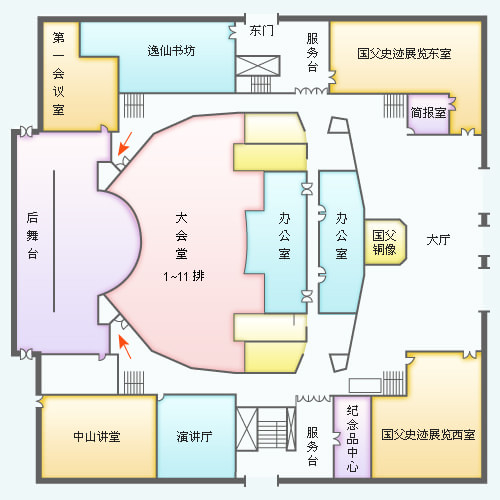 东门
第一会议室
逸仙书坊
服务台
国父史迹展览东室
简报室
后舞台
大会堂
1~11 排
办公室
办公室
国父
铜像
大厅
中山讲堂
演讲厅
服务台
纪念品中心
国父史迹展览西室